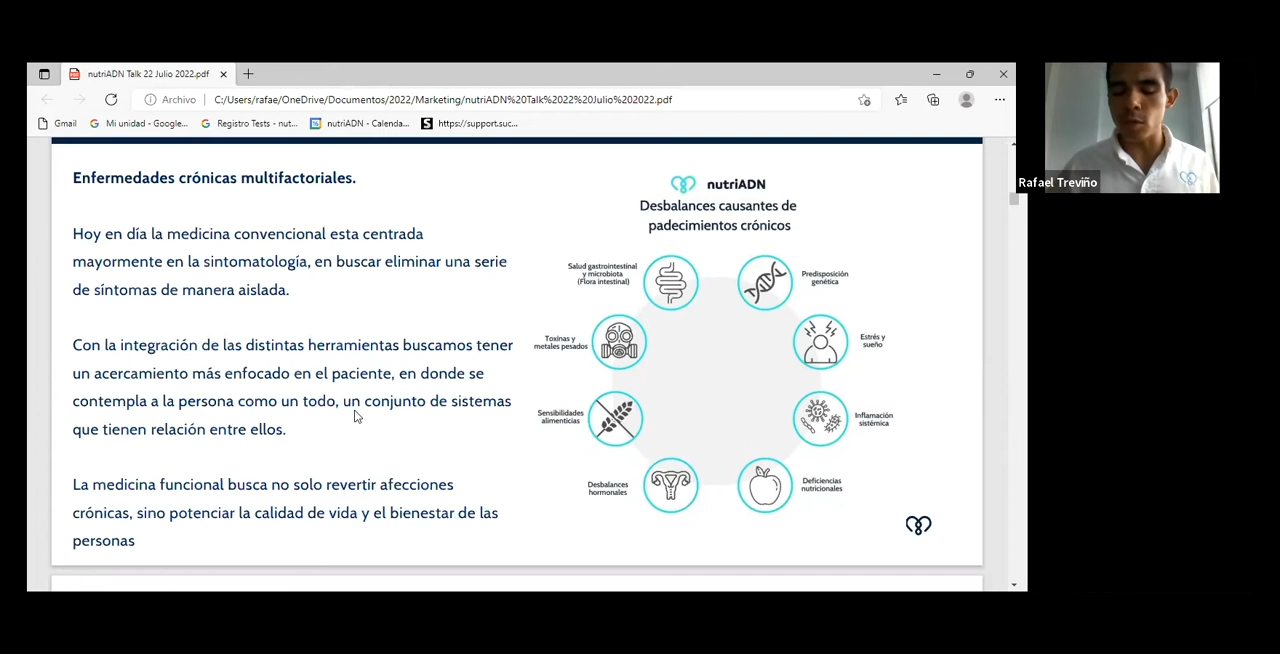 nutriADN Talk 22 Julio 2022.pdf
Archivo
C:/Users/rafae/OneDrive/Documentos/2022/Marketing/nutriADN%20Talk%2022%20Julio%202022.pdf
Gmail
Mi unidad - Google...
Registro Tests - nut...
nutriADN - Calenda...
https://support.suc...
Enfermedades crónicas multifactoriales.
Hoy en día la medicina convencional esta centrada
mayormente en la sintomatología, en buscar eliminar una serie
de síntomas de manera aislada.
Con la integración de las distintas herramientas buscamos tener
un acercamiento más enfocado en el paciente, en donde se
contempla a la persona como un todo, un conjunto de sistemas
que tienen relación entre ellos.
La medicina funcional busca no solo revertir afecciones
crónicas, sino potenciar la calidad de vida y el bienestar de las
personas
nutriADN
Desbalances causantes de
padecimientos crónicos
Salud gastrointestinal
y microbiota
(Flora intestinal)
Predisposición
genética
Toxinas y
metales pesados
Estrés y
sueño
Sensibilidades
alimenticias
Inflamación
sistémica
Desbalances
hormonales
Deficiencias
nutricionales
Rafael Treviño